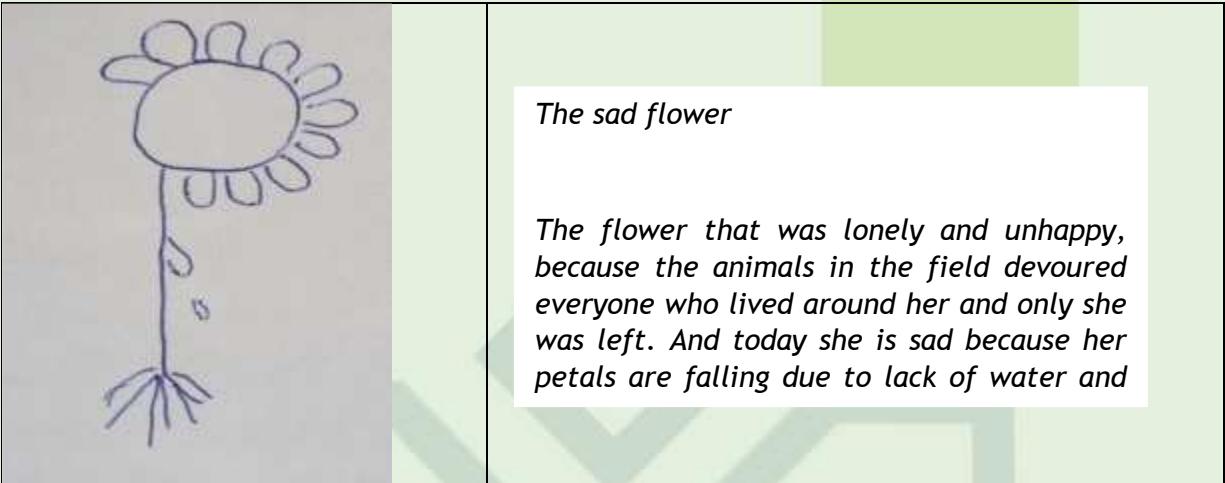 The sad flower
The flower that was lonely and unhappy,
because the animals in the field devoured
everyone who lived around her and only she
was left. And today she is sad because her
petals are falling due to lack of water and